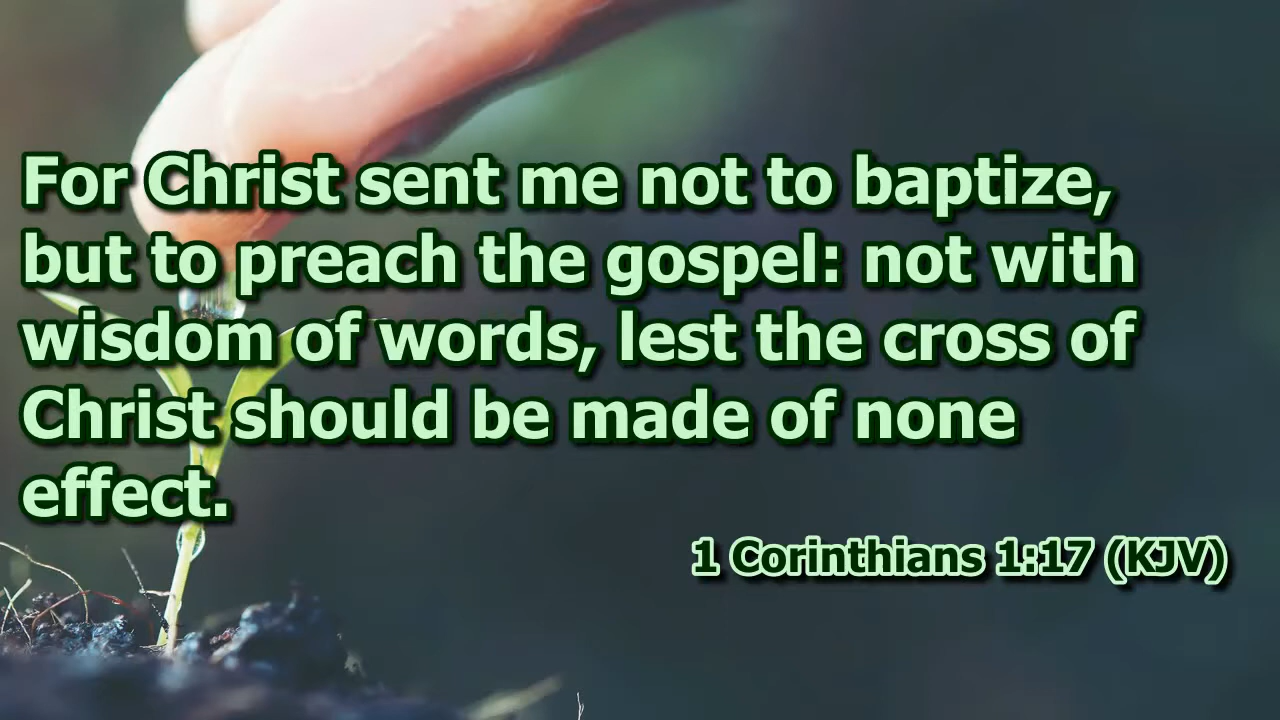 For Christ sent me not to baptize,
but to preach the gospel: not with
wisdom of words, lest the cross of
Christ should be made of none
effect.
1 Corinthians 1:17 (KJV)